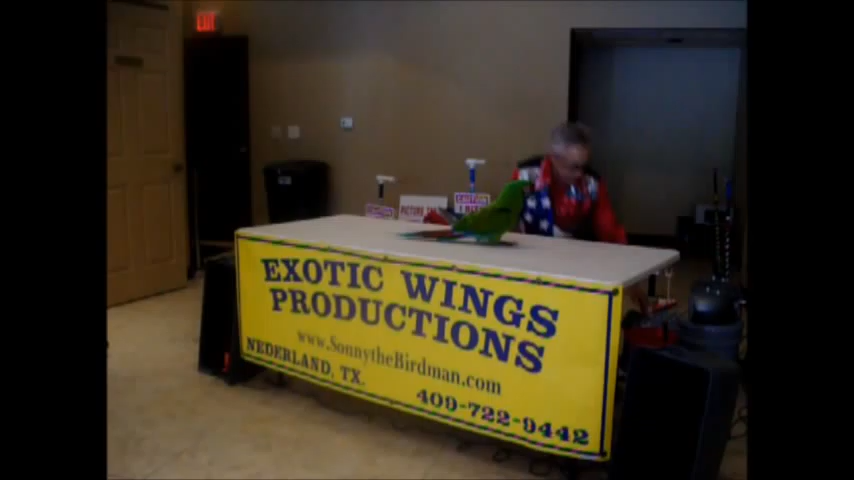 EXIT
EXOTIC WINGS
PRODUCTIONS
www.SonnytheBirdman.com
NEDERLAND, TX.
409-722-9442